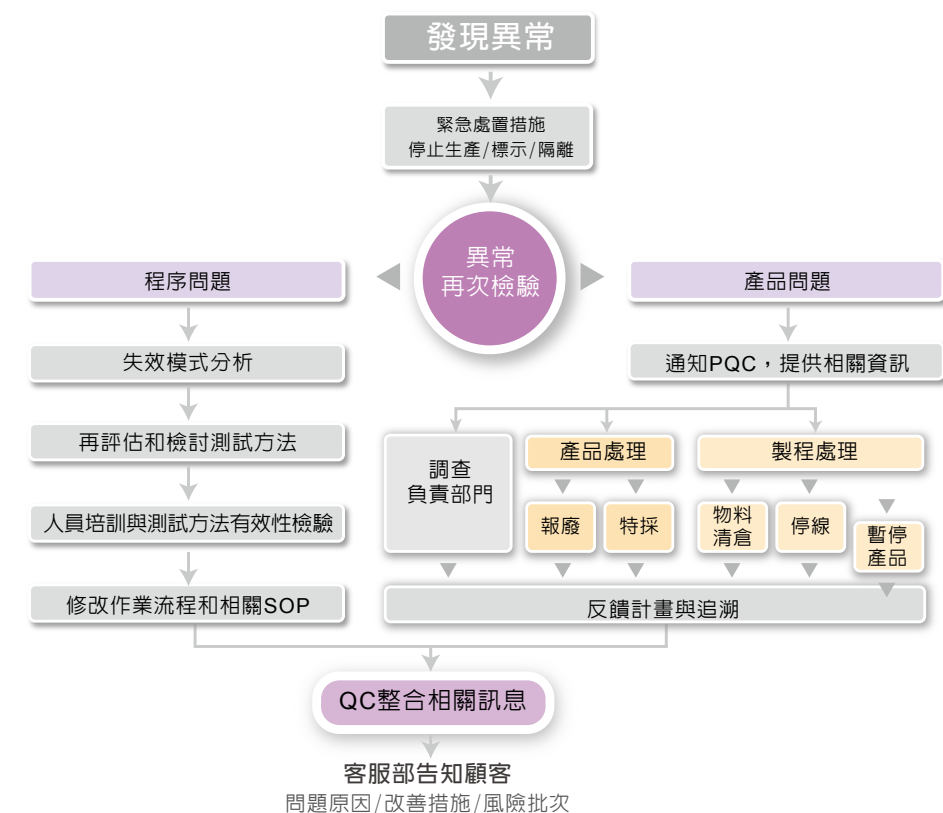 發現異常
緊急處置措施
停止生產/標示/隔離
異常
再次檢驗
程序問題
失效模式分析
再評估和檢討測試方法
人員培訓與測試方法有效性檢驗
修改作業流程和相關SOP
產品問題
通知PQC，提供相關資訊
調查
負責部門
產品處理
報廢
特採
製程處理
物料
清倉
停線
暫停
產品
反饋計畫與追溯
QC整合相關訊息
客服部告知顧客
問題原因/改善措施/風險批次